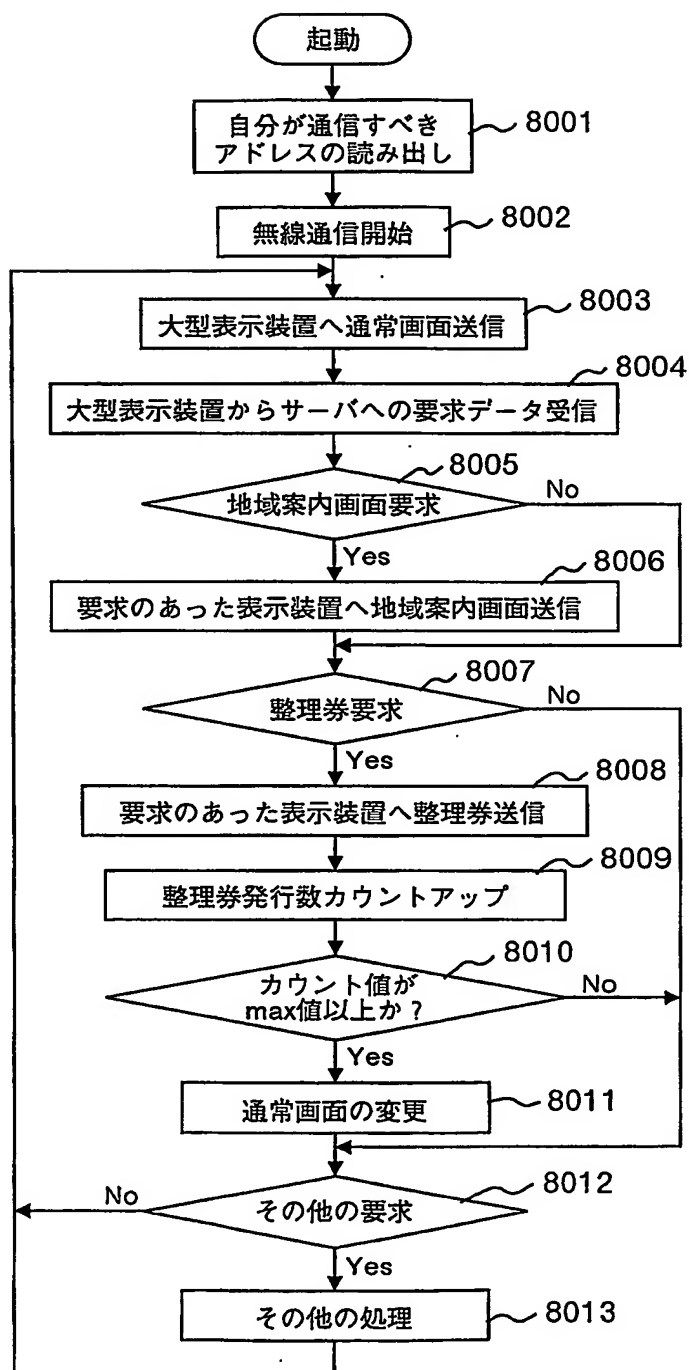 起動
自分が通信すべき
アドレスの読み出し
8001
無線通信開始
8002
大型表示装置へ通常画面送信
8003
8004
大型表示装置からサーバへの要求データ受信
8005
地域案内画面要求
No
Yes
8006
要求のあった表示装置へ地域案内画面送信
8007
整理券要求
No
Yes
8008
要求のあった表示装置へ整理券送信
8009
整理券発行数カウントアップ
8010
カウント値が
max値以上か？
No
Yes
通常画面の変更
8011
No
その他の要求
8012
Yes
その他の処理
8013